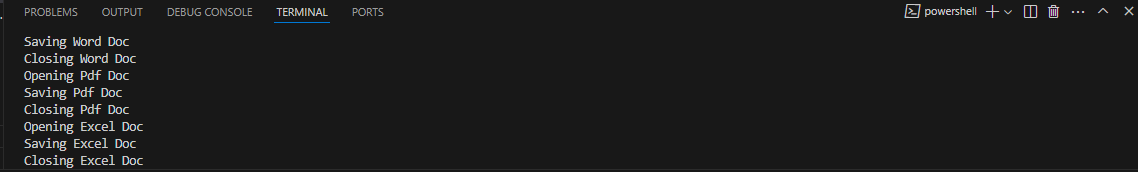 PROBLEMS OUTPUT DEBUG CONSOLE TERMINAL PORTS powershell
Saving Word Doc
Closing Word Doc
Opening Pdf Doc
Saving Pdf Doc
Closing Pdf Doc
Opening Excel Doc
Saving Excel Doc
Closing Excel Doc